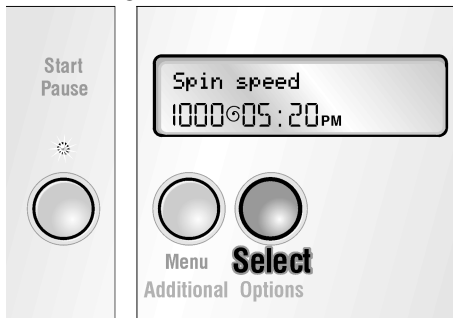 Start
Pause
Spin speed
1000 05:20PM
Menu Select
Additional Options